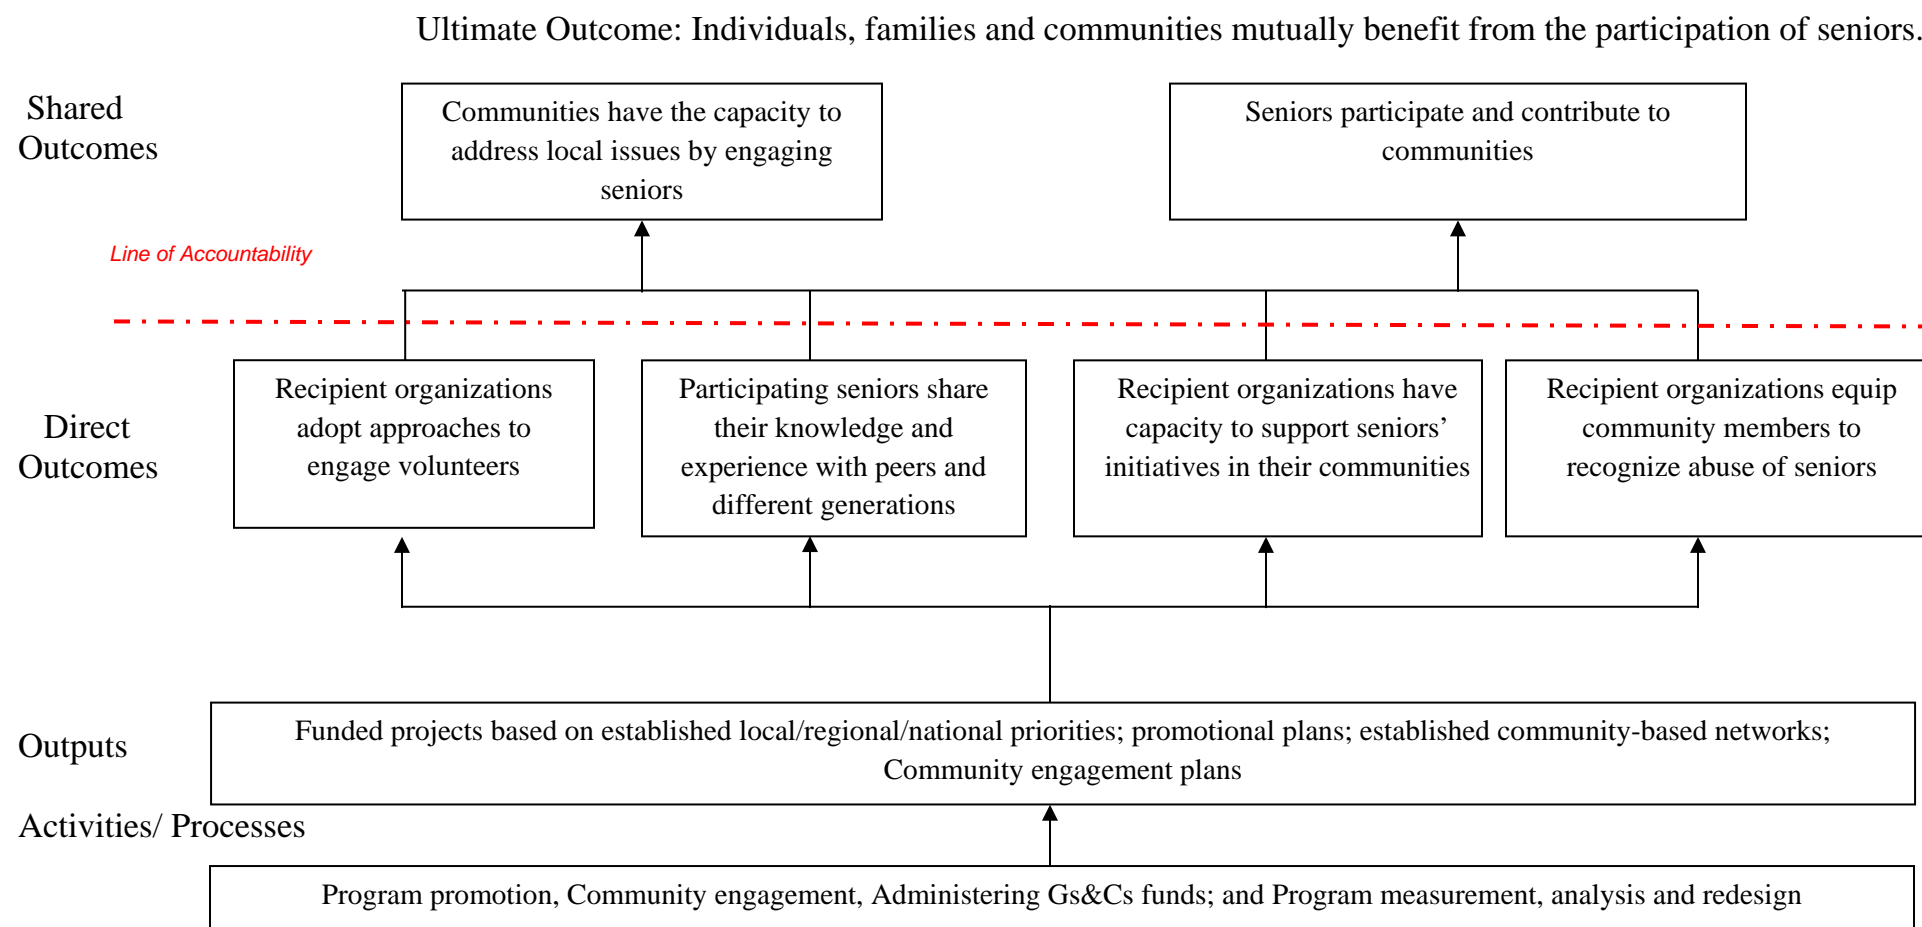 Ultimate Outcome: Individuals, families and communities mutually benefit from the participation of seniors.
Shared
Outcomes
Communities have the capacity to
address local issues by engaging
seniors
Seniors participate and contribute to
communities
Line of Accountability
Direct
Outcomes
Recipient organizations
adopt approaches to
engage volunteers
Participating seniors share
their knowledge and
experience with peers and
different generations
Recipient organizations have
capacity to support seniors’
initiatives in their communities
Recipient organizations equip
community members to
recognize abuse of seniors
Outputs
Funded projects based on established local/regional/national priorities; promotional plans; established community-based networks;
Community engagement plans
Activities/ Processes
Program promotion, Community engagement, Administering Gs&Cs funds; and Program measurement, analysis and redesign